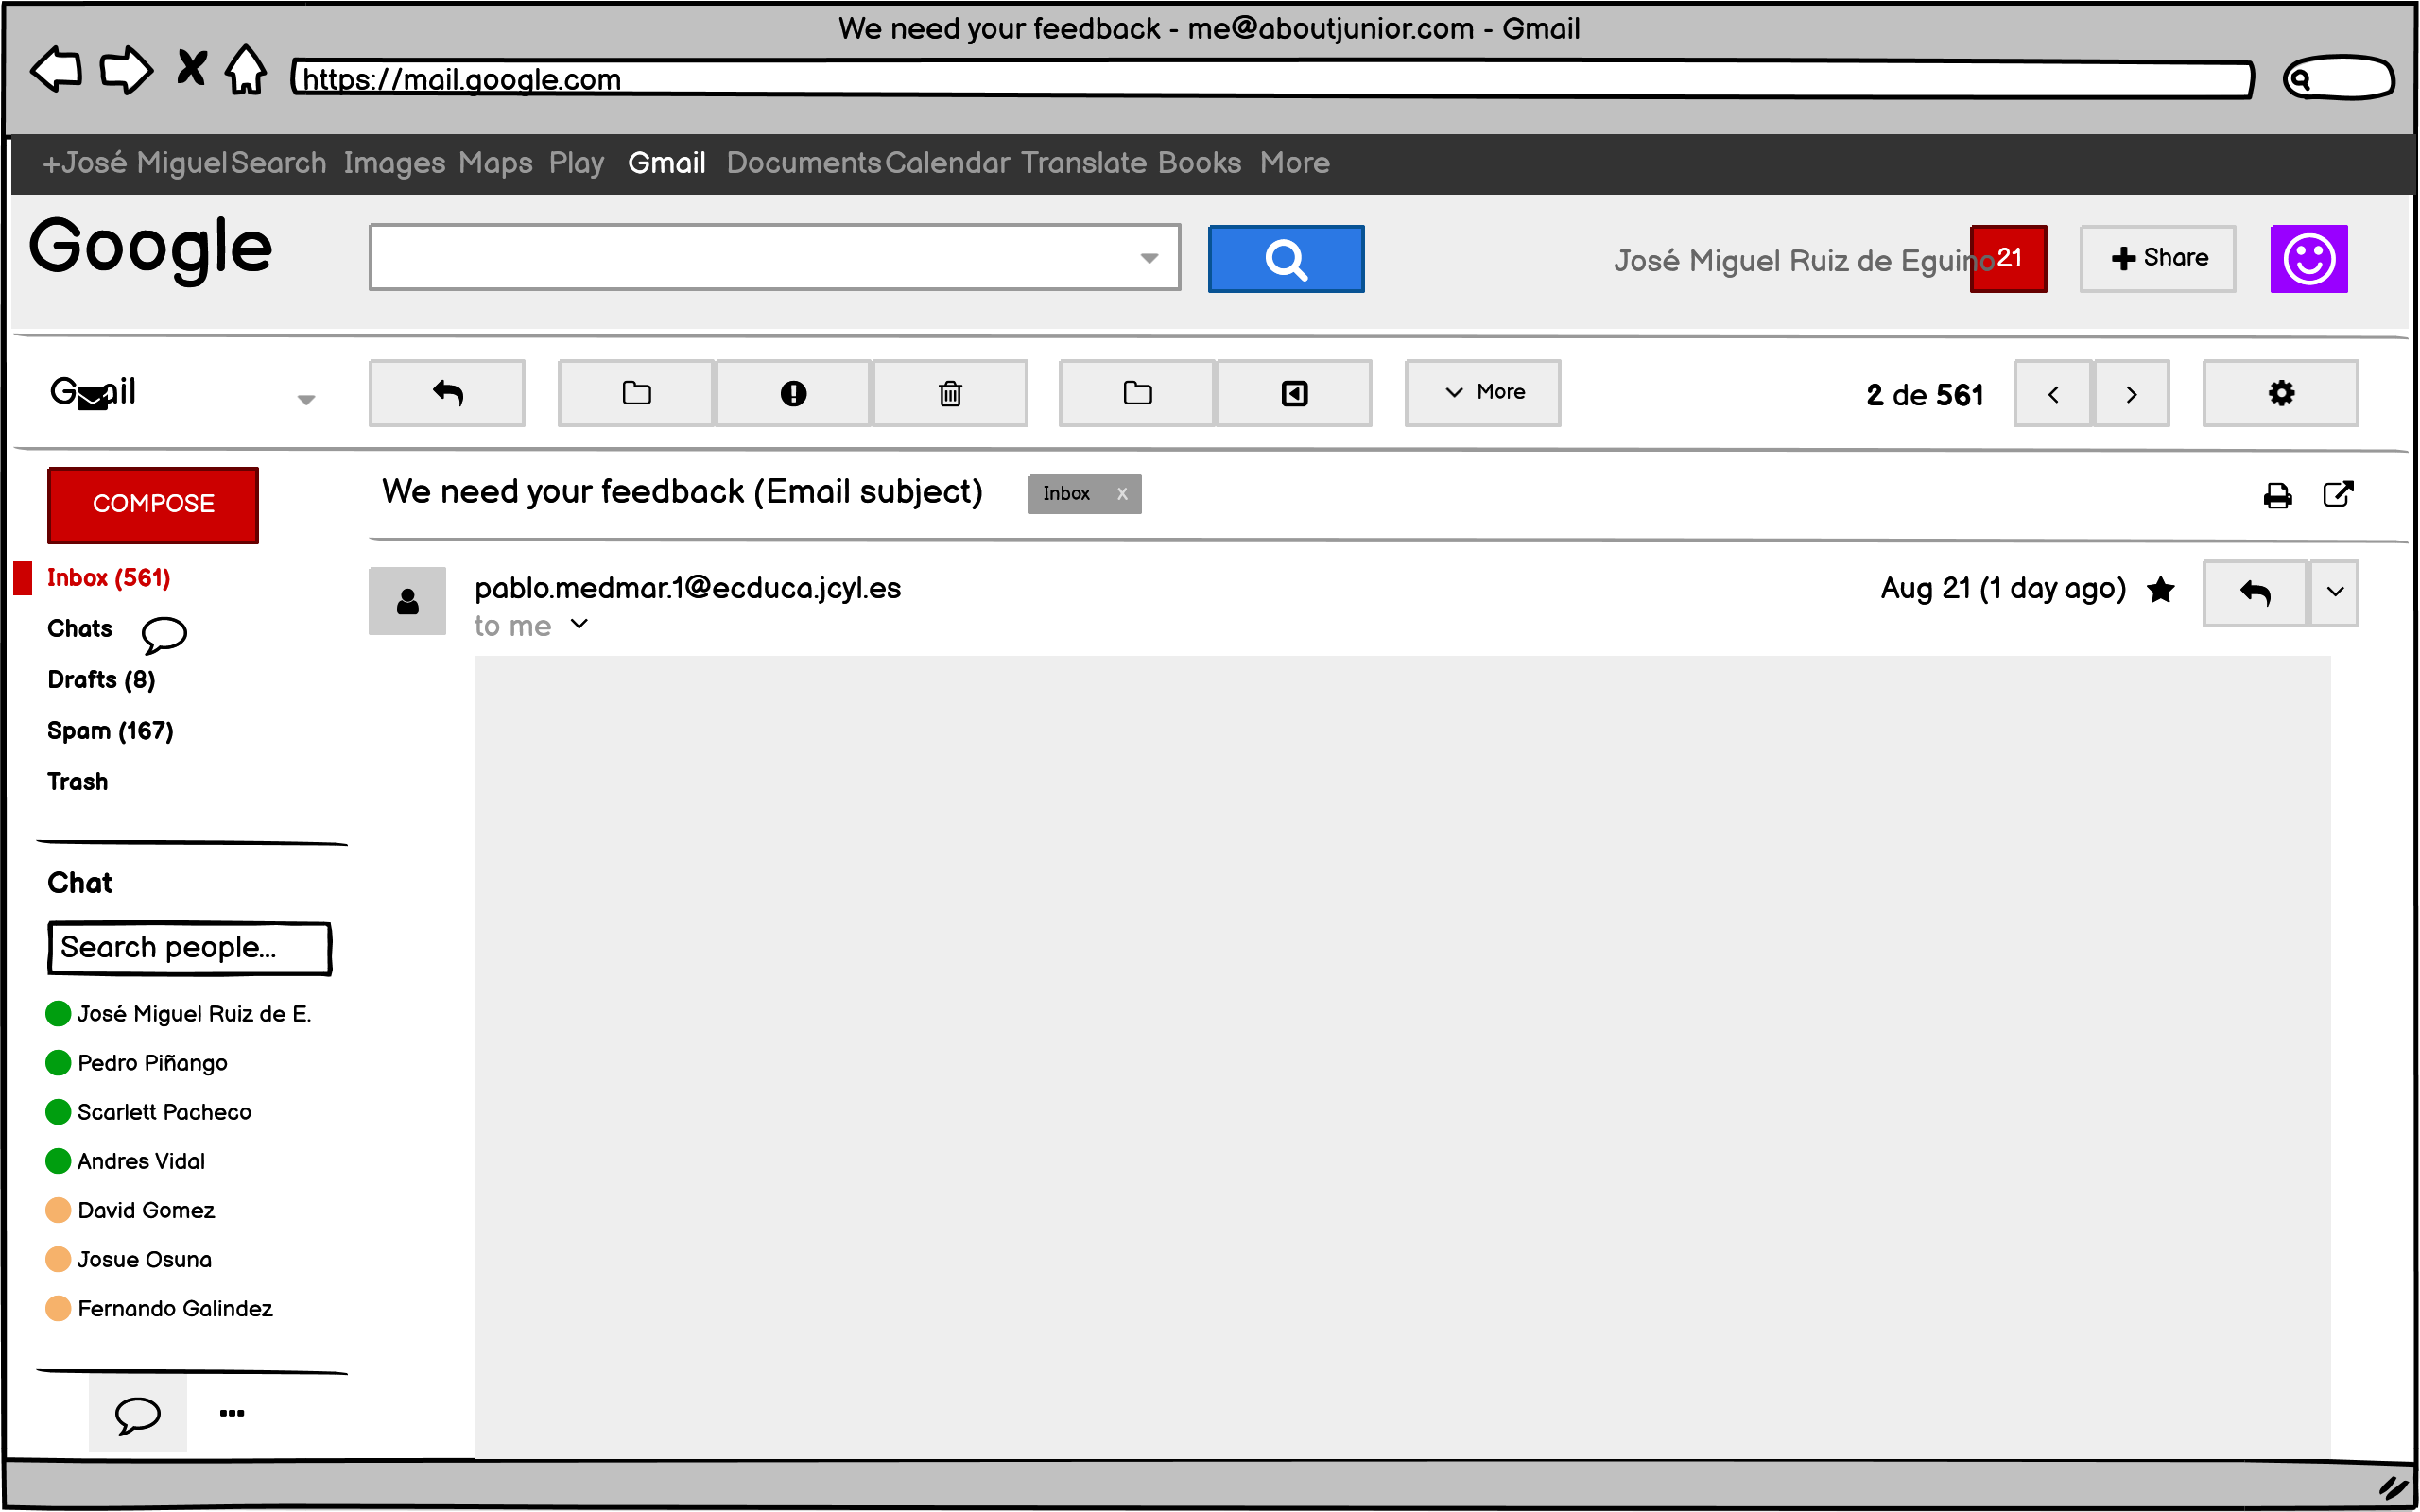 We need your feedback - me@aboutjunior.com - Gmail
https://mail.google.com
+José Miguel Search Images Maps Play Gmail Documents Calendar Translate Books More
Google
José Miguel Ruiz de Eguino 21 Share
Gmail
More
2 de 561
COMPOSE
We need your feedback (Email subject)
Inbox x
Inbox (561)
pablo.medmar.1@ecduca.jcyl.es
Aug 21 (1 day ago)
to me
Chats
Drafts (8)
Spam (167)
Trash
Chat
Search people...
José Miguel Ruiz de E.
Pedro Piñango
Scarlett Pacheco
Andres Vidal
David Gomez
Josue Osuna
Fernando Galindez